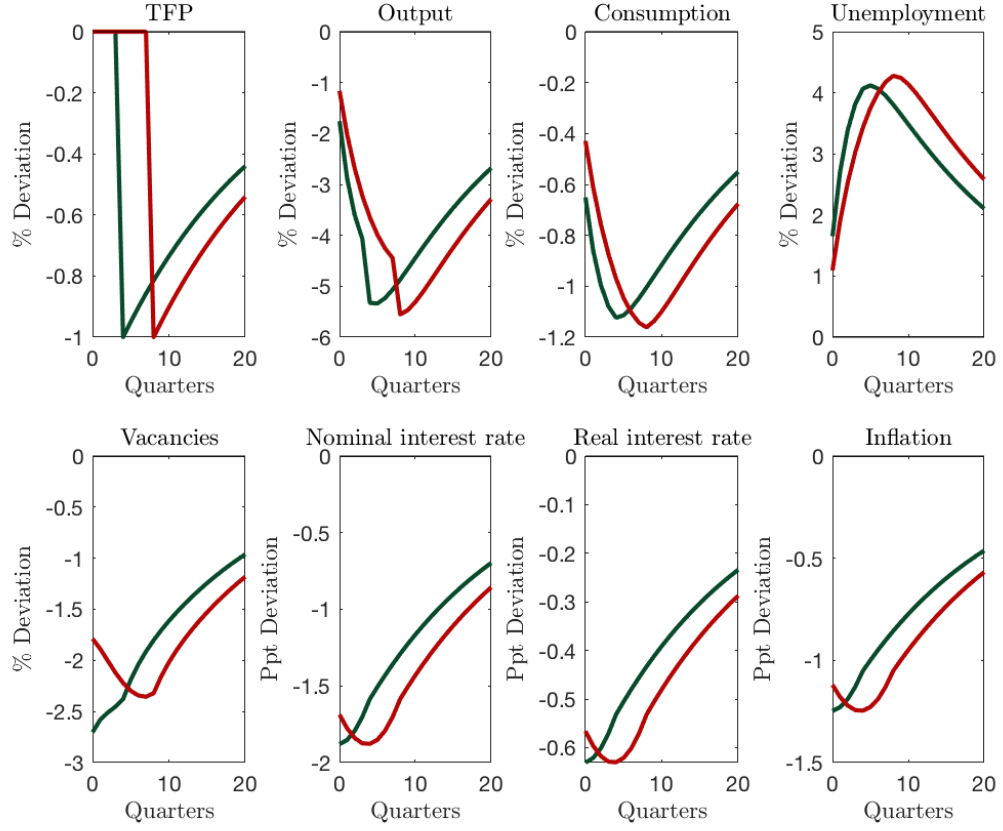 TFP
Output
Consumption
Unemployment
% Deviation
0
-0.2
-0.4
-0.6
-0.8
-1
0 10 20
Quarters
% Deviation
0
-1
-2
-3
-4
-5
-6
0 10 20
Quarters
% Deviation
0
-0.2
-0.4
-0.6
-0.8
-1
-1.2
0 10 20
Quarters
% Deviation
5
4
3
2
1
0
0 10 20
Quarters
Vacancies
Nominal interest rate
Real interest rate
Inflation
% Deviation
0
-0.5
-1
-1.5
-2
-2.5
-3
0 10 20
Quarters
Ppt Deviation
0
-0.5
-1
-1.5
-2
0 10 20
Quarters
Ppt Deviation
0
-0.1
-0.2
-0.3
-0.4
-0.5
-0.6
0 10 20
Quarters
Ppt Deviation
0
-0.5
-1
-1.5
0 10 20
Quarters